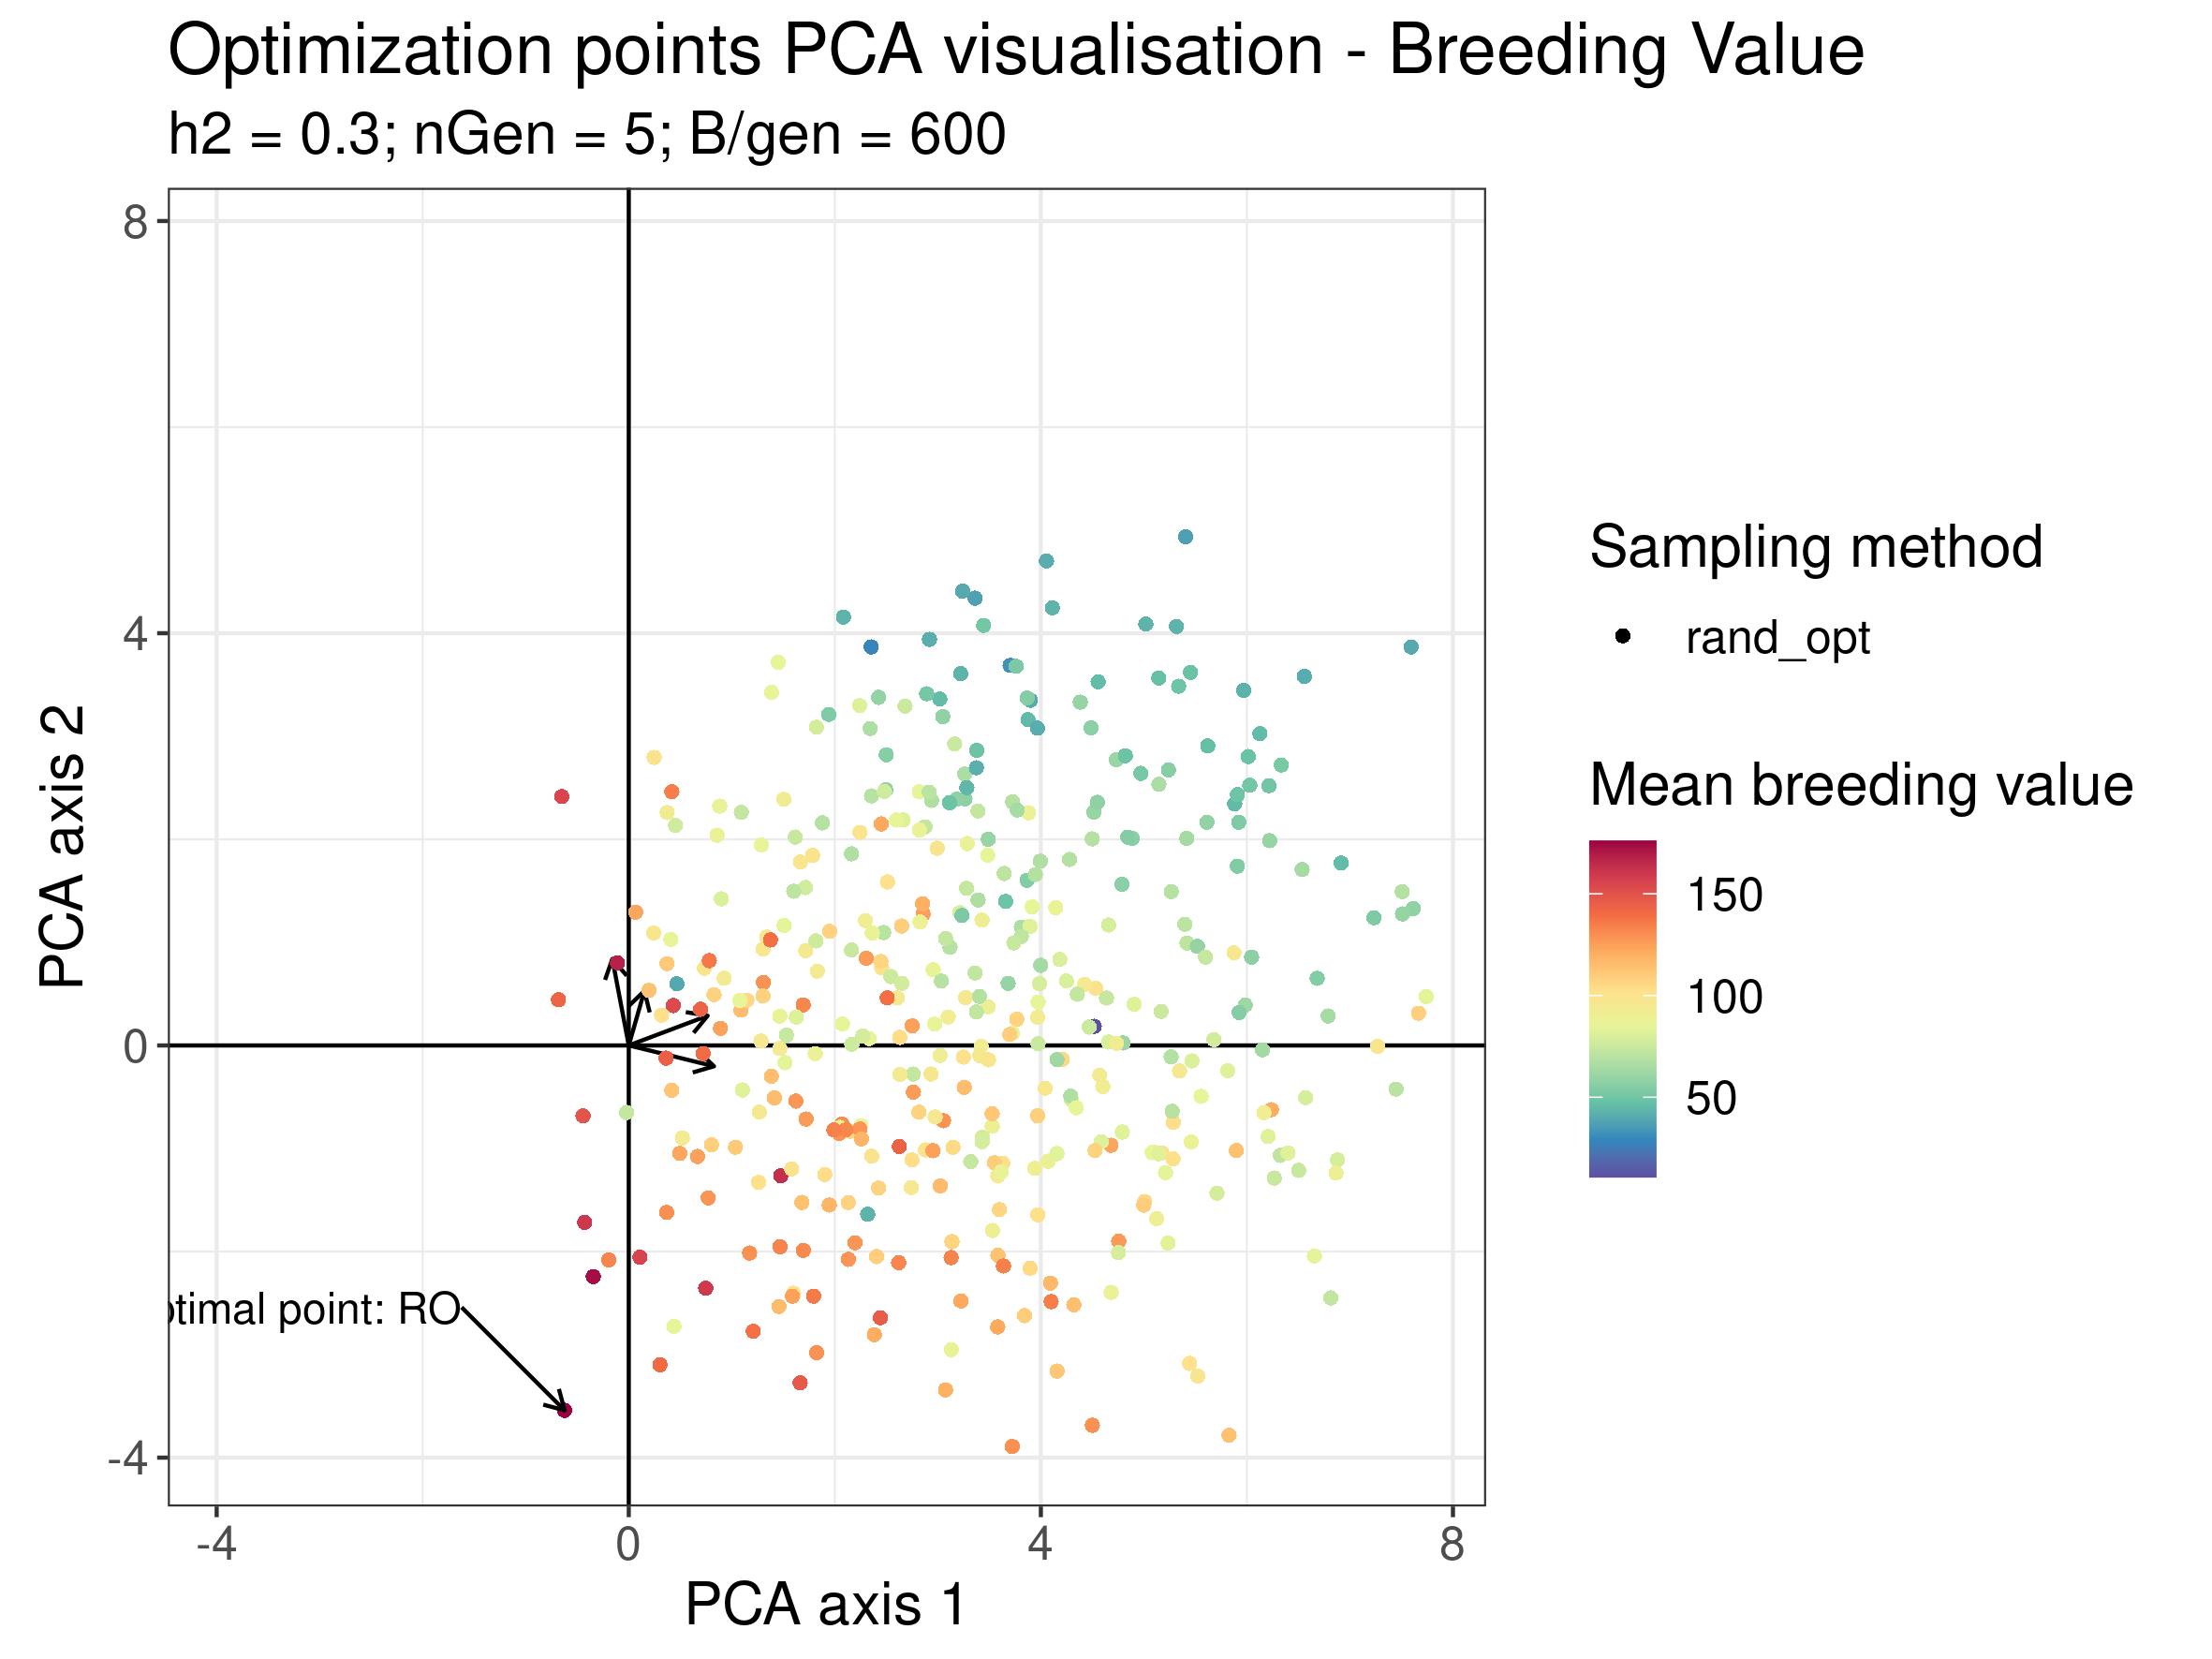 Optimization points PCA visualisation - Breeding Value
h2 = 0.3; nGen = 5; B/gen = 600
8
4
0
-4
PCA axis 2
timal point: RO
-4
0
4
8
PCA axis 1
Sampling method
rand_opt
Mean breeding value
150
100
50